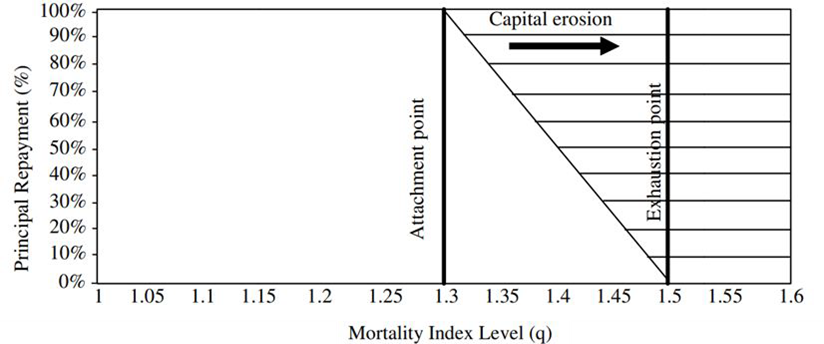 Capital erosion
Principal Repayment (%)
100%
90%
80%
70%
60%
50%
40%
30%
20%
10%
0%
Attachment point
Exhaustion point
1 1.05 1.1 1.15 1.2 1.25 1.3 1.35 1.4 1.45 1.5 1.55 1.6
Mortality Index Level (q)